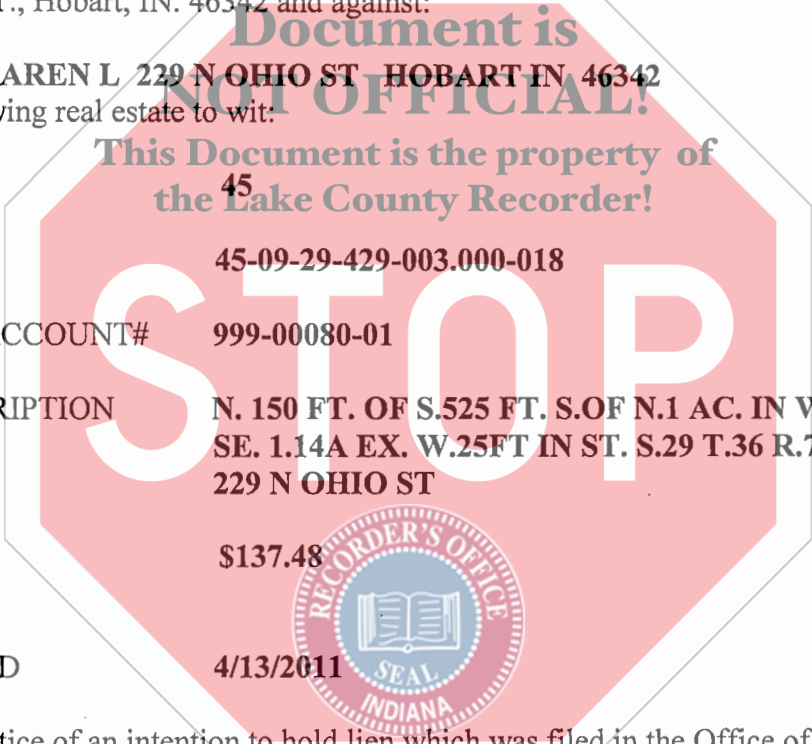 T., Hobart, IN. 46342 and against:
Document is
AREN L 229 N OHIO ST HOBART IN 46342
NOT OFFICIAL!
ing real estate to wit:
This Document is the property of
45
the Lake County Recorder!
45-09-29-429-003.000-018
STOP
CCOUNT# 999-00080-01
RIPTION N. 150 FT. OF S.525 FT. S.OF N.1 AC. IN
SE. 1.14A EX. W.25FT IN ST. S.29 T.36 R.7
229 N OHIO ST
$137.48
RECORDER'S OFFICE
SEAL
INDIANA
D 4/13/2011
tice of an intention to hold lien which was filed in the Office of